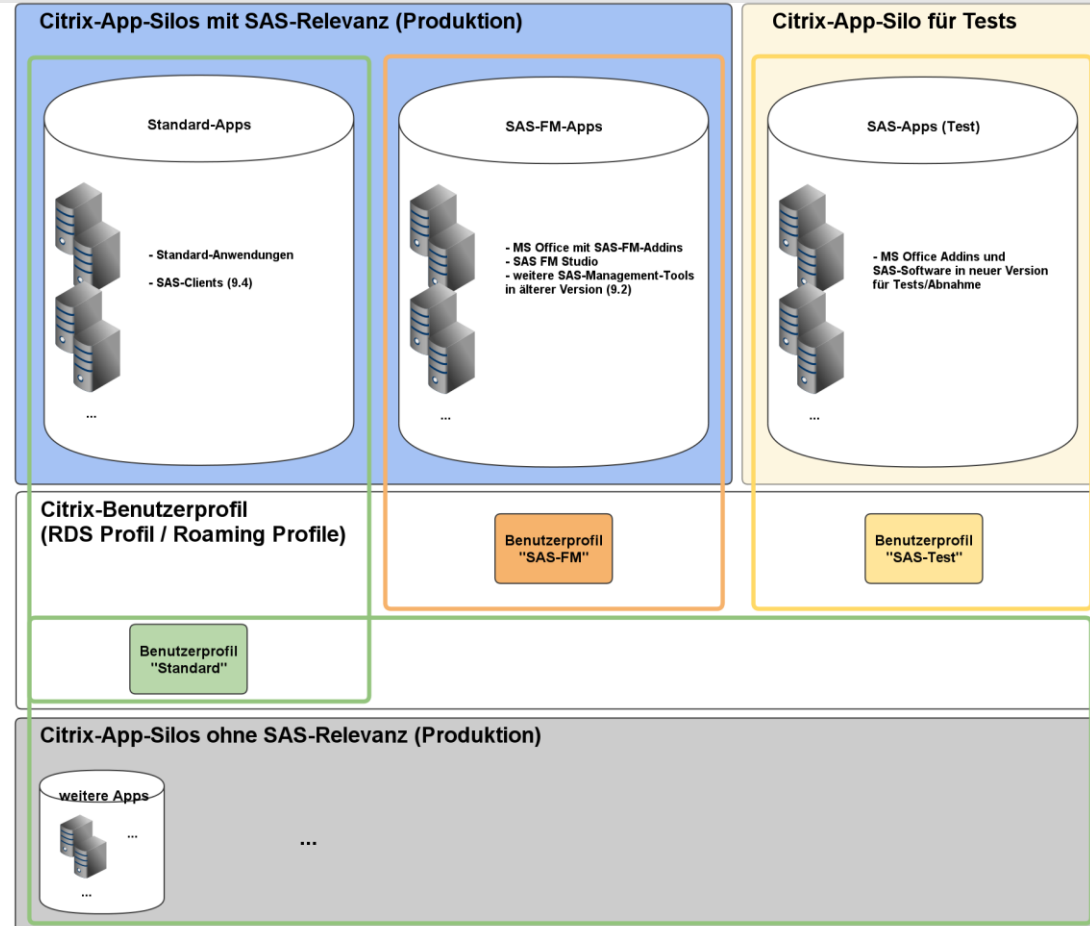 Citrix-App-Silos mit SAS-Relevanz (Produktion)
Citrix-App-Silo für Tests
Standard-Apps
- Standard-Anwendungen
- SAS-Clients (9.4)
...
SAS-FM-Apps
- MS Office mit SAS-FM-Addins
- SAS FM Studio
- weitere SAS-Management-Tools
in älterer Version (9.2)
...
SAS-Apps (Test)
- MS Office Addins und
SAS-Software in neuer Version
für Tests/Abnahme
...
Citrix-Benutzerprofil
(RDS Profil / Roaming Profile)
Benutzerprofil
"SAS-FM"
Benutzerprofil
"SAS-Test"
Benutzerprofil
"Standard"
Citrix-App-Silos ohne SAS-Relevanz (Produktion)
weitere Apps
...
...
...